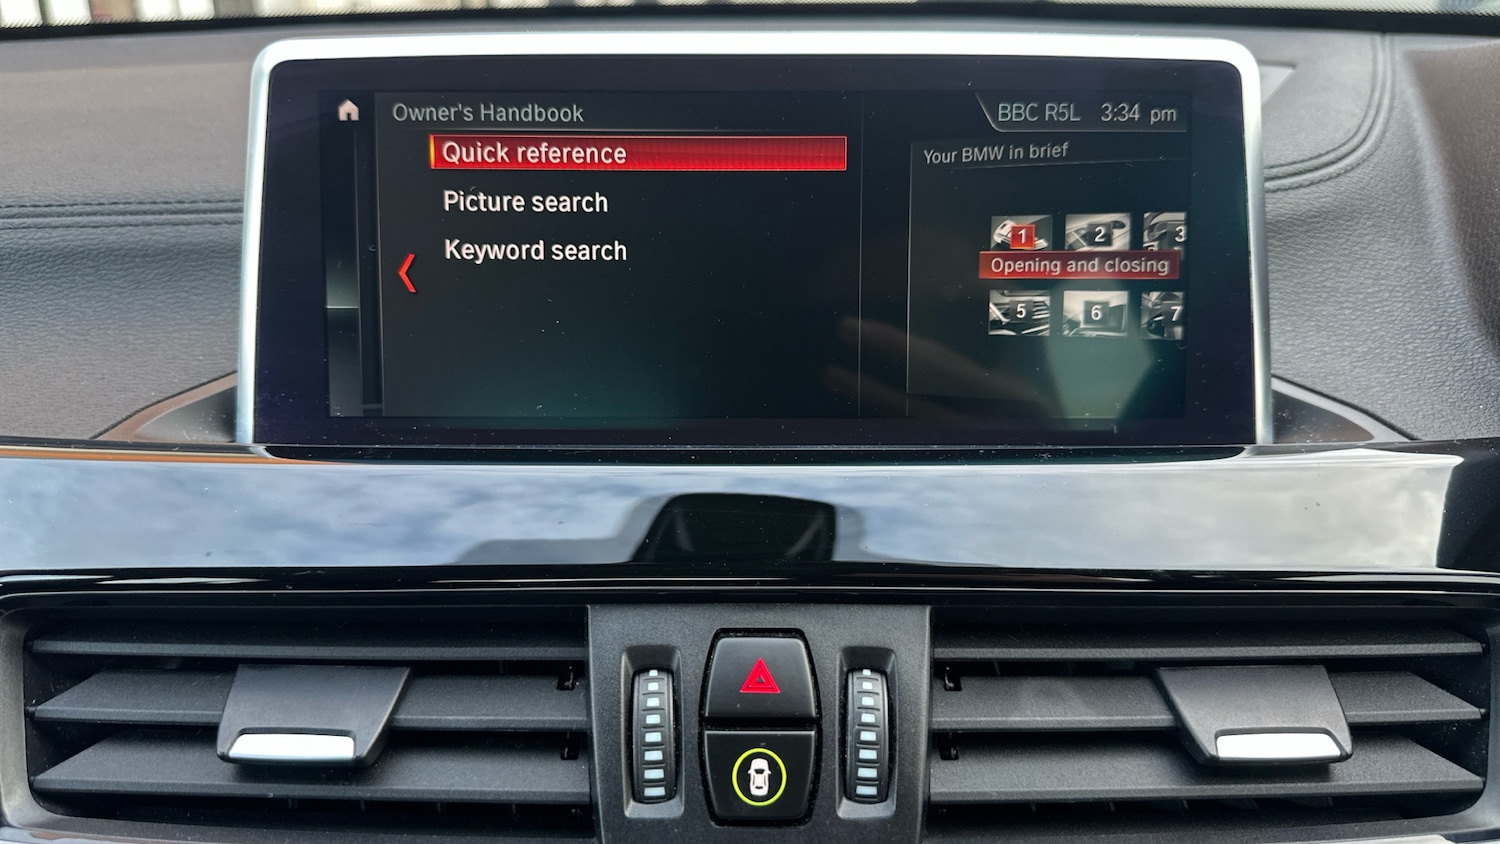 Owner's Handbook
BBC R5L 3:34 pm
Quick reference
Picture search
Keyword search
Your BMW in brief
1 2 3
Opening and closing
5 6 7